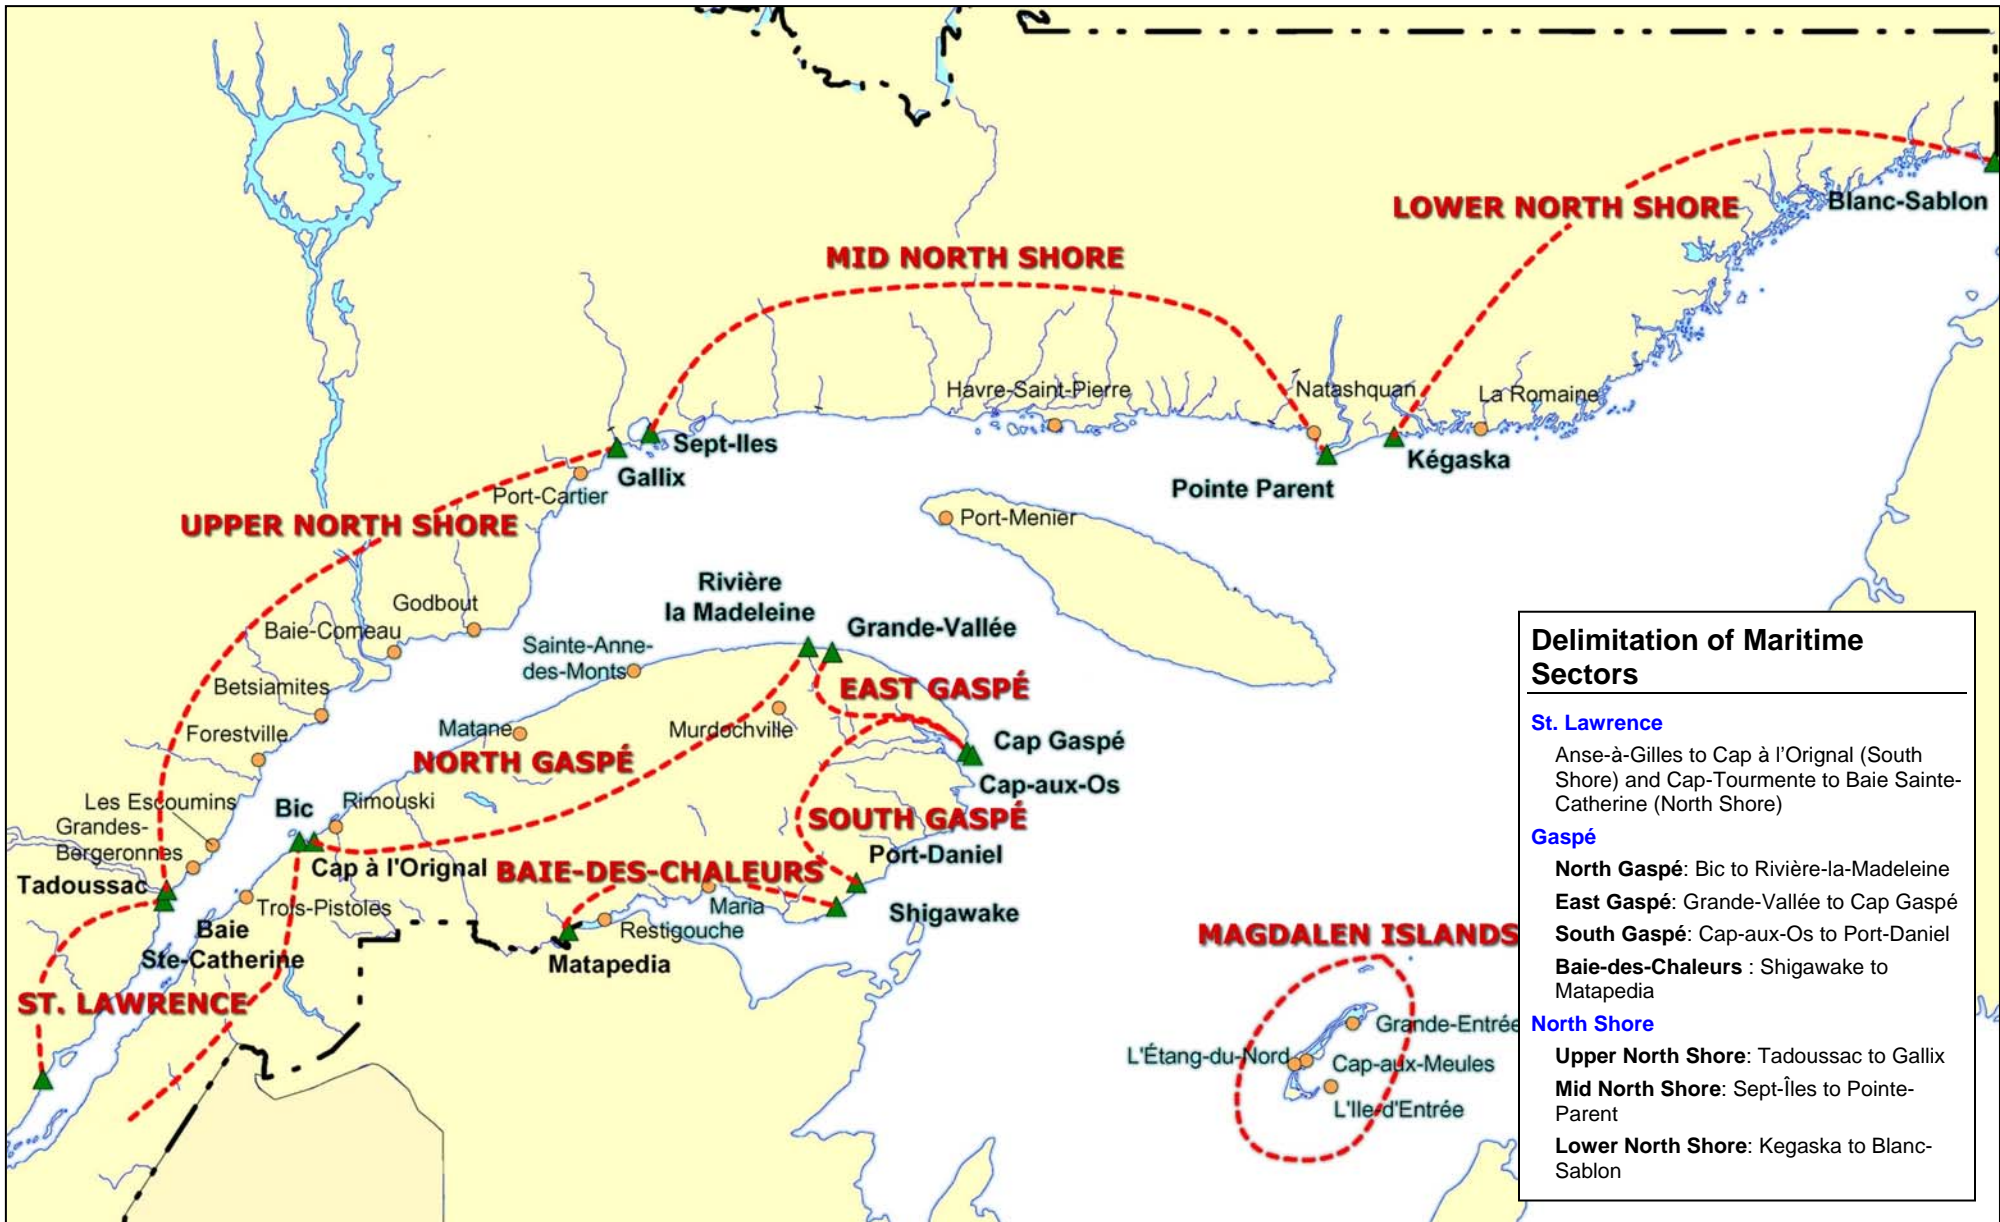 LOWER NORTH SHORE
Blanc-Sablon
MID NORTH SHORE
Havre-Saint-Pierre
Natashquan
La Romaine
Sept-Iles
Gallix
Kégaska
Port-Cartier
Pointe Parent
UPPER NORTH SHORE
Port-Menier
Rivière
la Madeleine
Godbout
Grande-Vallée
Baie-Comeau
Sainte-Anne-
des-Monts
Betsiamites
EAST GASPÉ
Forestville
Matane
Murdochville
Cap Gaspé
NORTH GASPÉ
Cap-aux-Os
Les Escoumins
Bic
Rimouski
Grandes-
Bergeronnes
SOUTH GASPÉ
Port-Daniel
Cap à l'Orignal
BAIE-DES-CHALEURS
Tadoussac
Trois-Pistoles
Maria
Shigawake
Baie
Ste-Catherine
Restigouche
Matapedia
MAGDALEN ISLANDS
ST. LAWRENCE
Grande-Entrée
L'Étang-du-Nord
Cap-aux-Meules
L'Ile-d'Entrée
Delimitation of Maritime
Sectors
St. Lawrence
Anse-à-Gilles to Cap à l'Orignal (South
Shore) and Cap-Tourmente to Baie Sainte-
Catherine (North Shore)
Gaspé
North Gaspé: Bic to Rivière-la-Madeleine
East Gaspé: Grande-Vallée to Cap Gaspé
South Gaspé: Cap-aux-Os to Port-Daniel
Baie-des-Chaleurs : Shigawake to
Matapedia
North Shore
Upper North Shore: Tadoussac to Gallix
Mid North Shore: Sept-Îles to Pointe-
Parent
Lower North Shore: Kegaska to Blanc-
Sablon